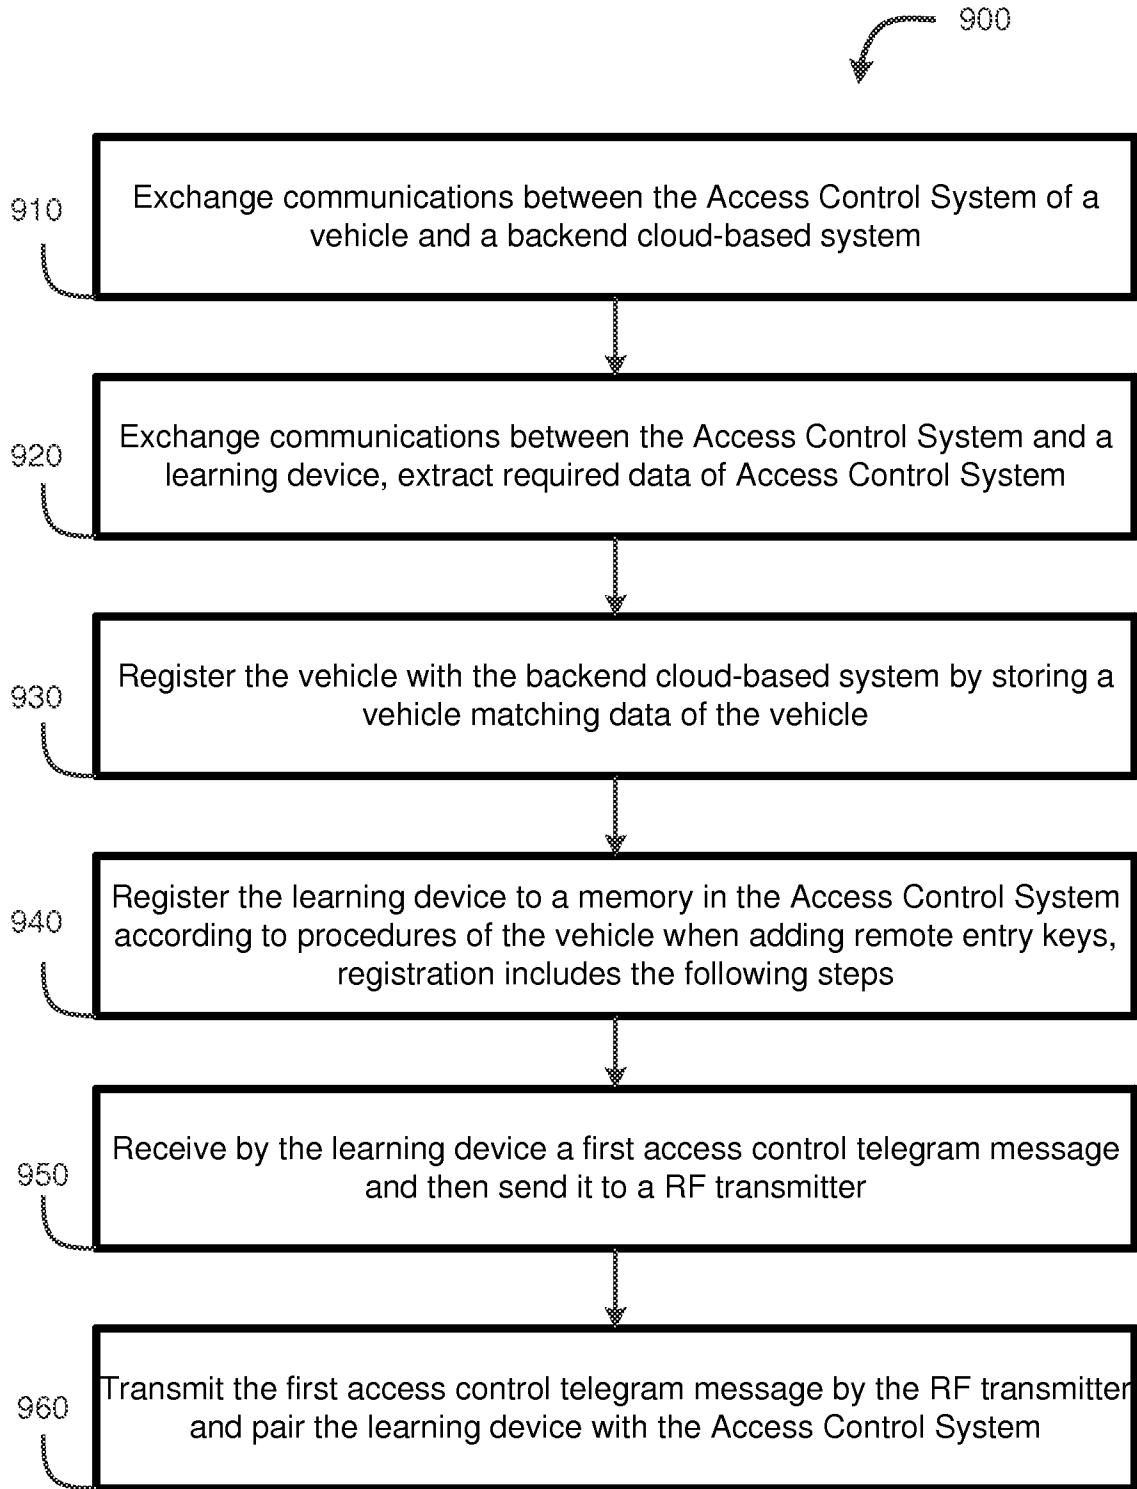 900
910
Exchange communications between the Access Control System of a
vehicle and a backend cloud-based system
920
Exchange communications between the Access Control System and a
learning device, extract required data of Access Control System
930
Register the vehicle with the backend cloud-based system by storing a
vehicle matching data of the vehicle
940
Register the learning device to a memory in the Access Control System
according to procedures of the vehicle when adding remote entry keys,
registration includes the following steps
950
Receive by the learning device a first access control telegram message
and then send it to a RF transmitter
960
Transmit the first access control telegram message by the RF transmitter
and pair the learning device with the Access Control System